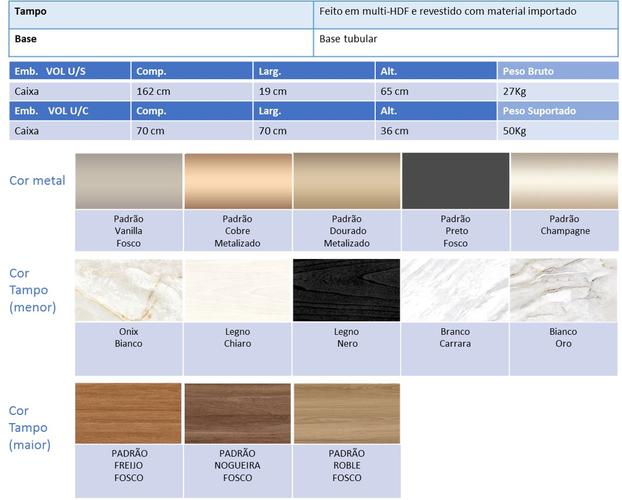 Tampo Feito em multi-HDF e revestido com material importado
Base Base tubular
Emb. VOL U/S Comp. Larg. Alt. Peso Bruto
Caixa 162 cm 19 cm 65 cm 27Kg
Emb. VOL U/C Comp. Larg. Alt. Peso Suportado
Caixa 70 cm 70 cm 36 cm 50Kg
Cor metal
Padrão
Vanilla
Fosco
Padrão
Cobre
Metalizado
Padrão
Dourado
Metalizado
Padrão
Preto
Fosco
Padrão
Champagne
Cor
Tampo
(menor)
Onix
Bianco
Legno
Chiaro
Legno
Nero
Branco
Carrara
Bianco
Oro
Cor
Tampo
(maior)
PADRÃO
FREIJO
FOSCO
PADRÃO
NOGUEIRA
FOSCO
PADRÃO
ROBLE
FOSCO